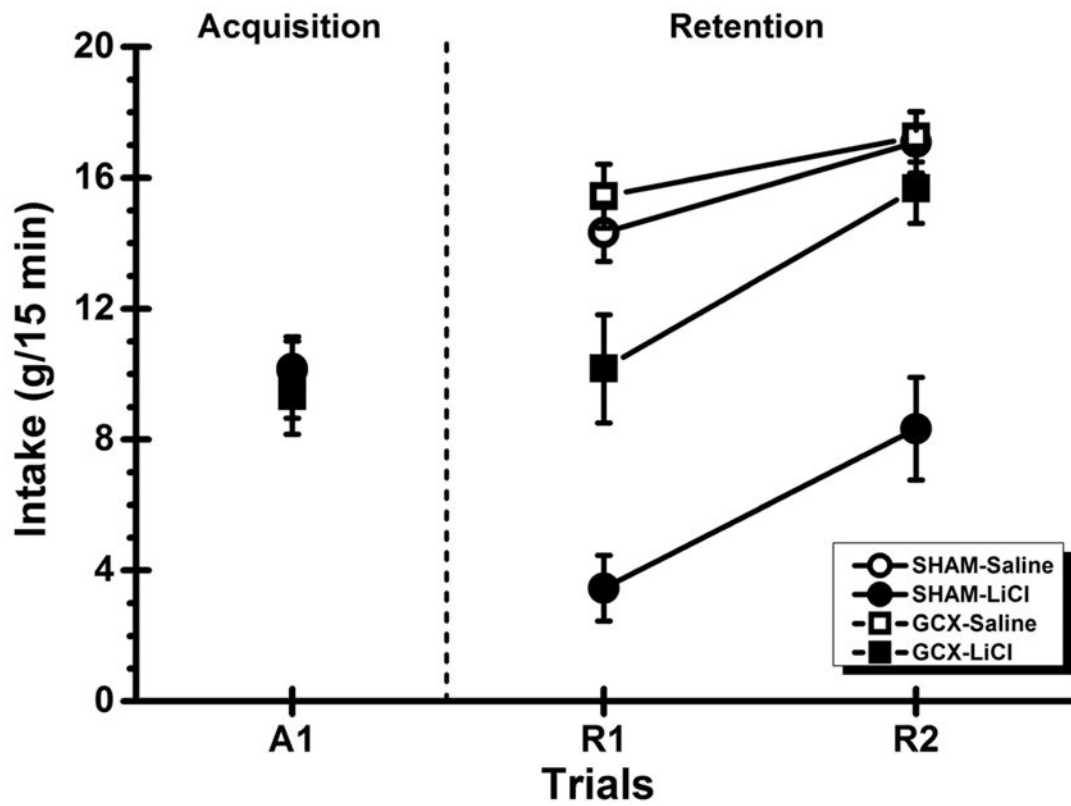 Acquisition
Retention
20
16
12
8
4
0
Intake (g/15 min)
SHAM-Saline
SHAM-LiCl
GCX-Saline
GCX-LiCl
A1
R1
R2
Trials